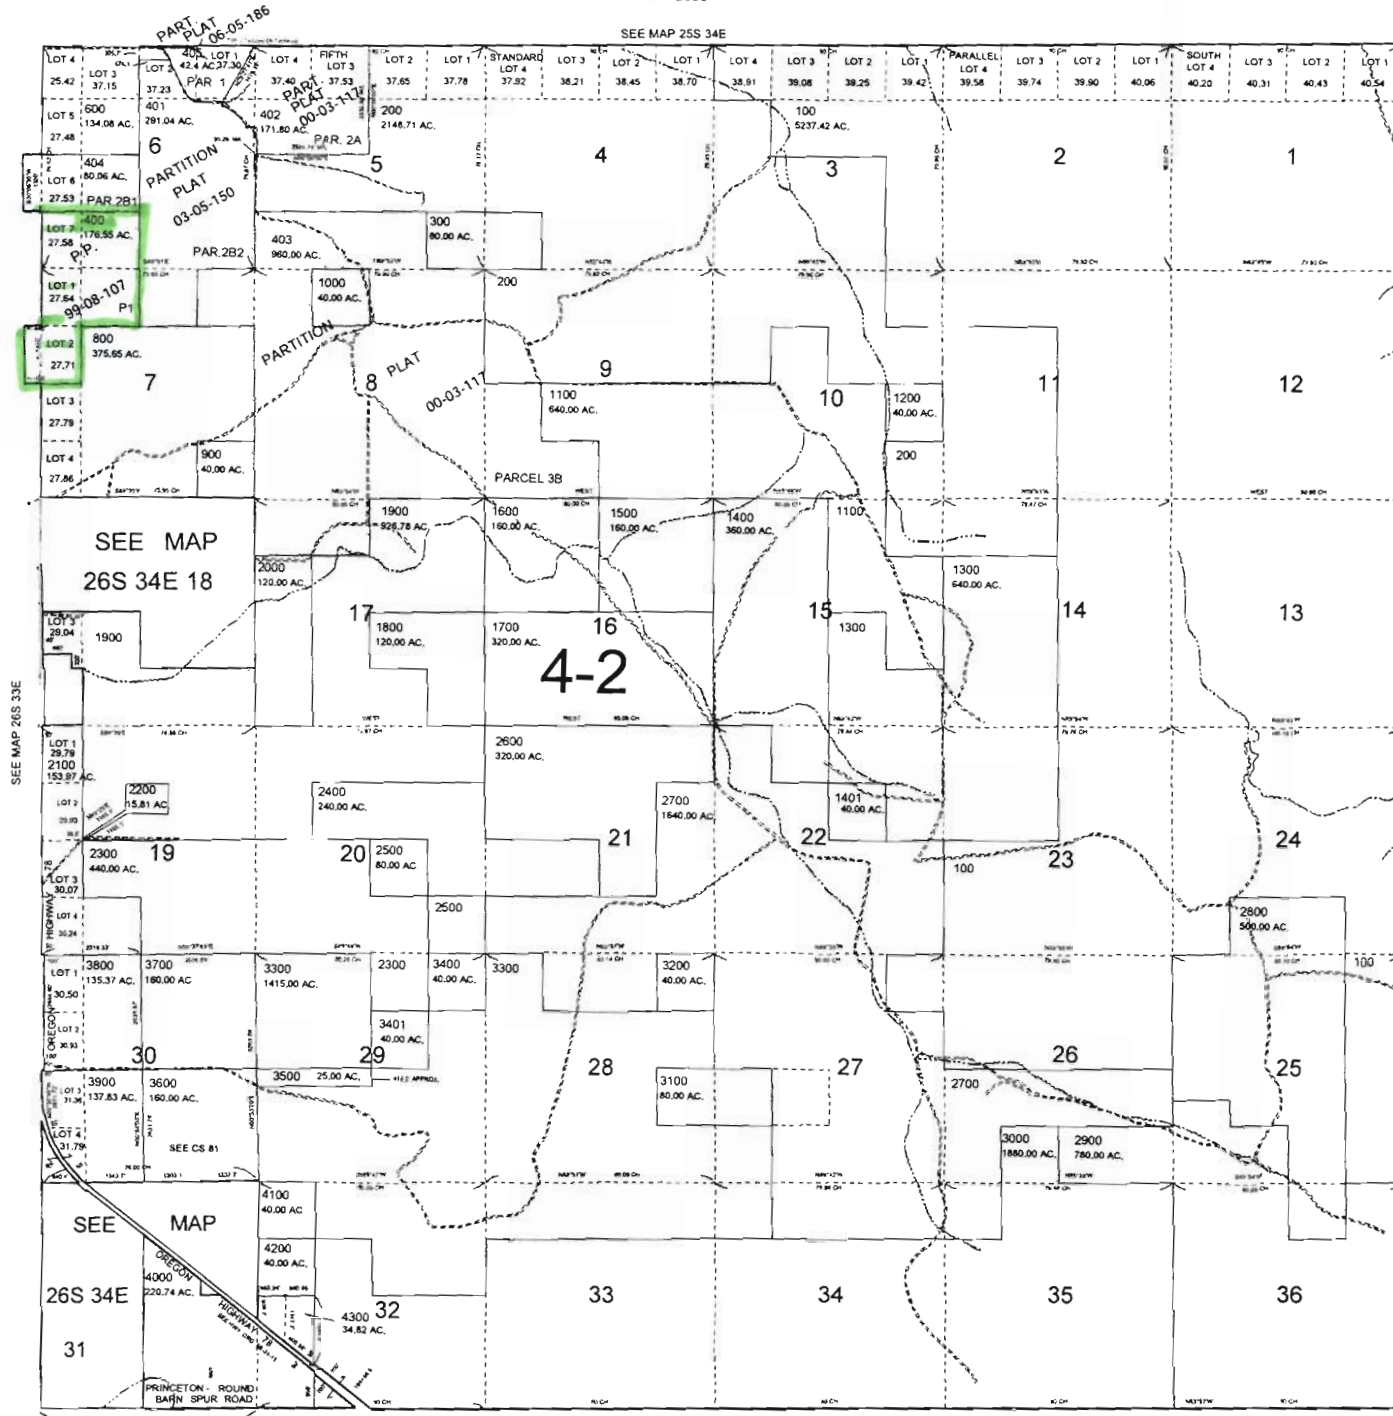 SEE MAP 25S 34E
PART.
PLAT
06-05-186
405
42.4 AC.
LOT 4
25.42
LOT 3
37.15
LOT 2
37.23
LOT 1
37.30
PAR 1
LOT 4
37.40
FIFTH
LOT 3
37.53
LOT 2
37.65
LOT 1
37.78
STANDARD
LOT 4
37.92
LOT 3
38.21
LOT 2
38.45
LOT 1
38.70
LOT 4
38.91
LOT 3
39.08
LOT 2
39.25
LOT 1
39.42
PARALLEL
LOT 4
39.58
LOT 3
39.74
LOT 2
39.90
LOT 1
40.06
SOUTH
LOT 4
40.20
LOT 3
40.31
LOT 2
40.43
LOT 1
40.54
PART.
PLAT
00-03-117
LOT 5
27.48
600
134.08 AC.
401
291.04 AC.
402
171.80 AC.
PAR. 2A
200
2148.71 AC.
100
5237.42 AC.
6
5
4
3
2
1
LOT 6
27.53
404
80.06 AC.
PAR.2B1
PARTITION
PLAT
03-05-150
PAR.2B2
LOT 7
27.58
400
176.55 AC.
P.P.
99-08-107
P1
403
960.00 AC.
300
80.00 AC.
LOT 1
27.64
1000
40.00 AC.
200
LOT 2
27.71
800
375.65 AC.
PARTITION
PLAT
00-03-117
7
8
9
10
11
12
LOT 3
27.79
LOT 4
27.86
900
40.00 AC.
1100
640.00 AC.
1200
40.00 AC.
200
PARCEL 3B
WEST
WEST
SEE MAP
26S 34E 18
1900
926.78 AC.
1600
160.00 AC.
1500
160.00 AC.
1400
360.00 AC.
1100
2000
120.00 AC.
1300
640.00 AC.
LOT 3
29.04
1900
17
1800
120.00 AC.
1700
320.00 AC.
16
4-2
15
1300
14
13
SEE MAP 26S 33E
WEST
WEST
LOT 1
29.79
2100
153.97 AC.
2600
320.00 AC.
LOT 2
2200
15.81 AC.
2400
240.00 AC.
2700
1640.00 AC.
1401
40.00 AC.
19
20
21
22
23
24
2300
440.00 AC.
2500
80.00 AC.
100
LOT 3
30.07
LOT 4
30.24
2500
2800
500.00 AC.
HIGHWAY 78
OREGON
LOT 1
30.50
3800
135.37 AC.
3700
160.00 AC
3300
1415.00 AC.
2300
3400
40.00 AC.
3300
3200
40.00 AC.
100
LOT 2
30.93
3401
40.00 AC.
30
29
28
27
26
25
LOT 3
31.36
3900
137.83 AC.
3600
160.00 AC.
3500
25.00 AC.
3100
80.00 AC.
2700
LOT 4
31.79
SEE CS 81
3000
1880.00 AC.
2900
780.00 AC.
SEE MAP
26S 34E
31
4100
40.00 AC
4200
40.00 AC.
OREGON
HIGHWAY 78
4000
220.74 AC.
4300
34.82 AC.
32
33
34
35
36
PRINCETON - ROUND
BARN SPUR ROAD